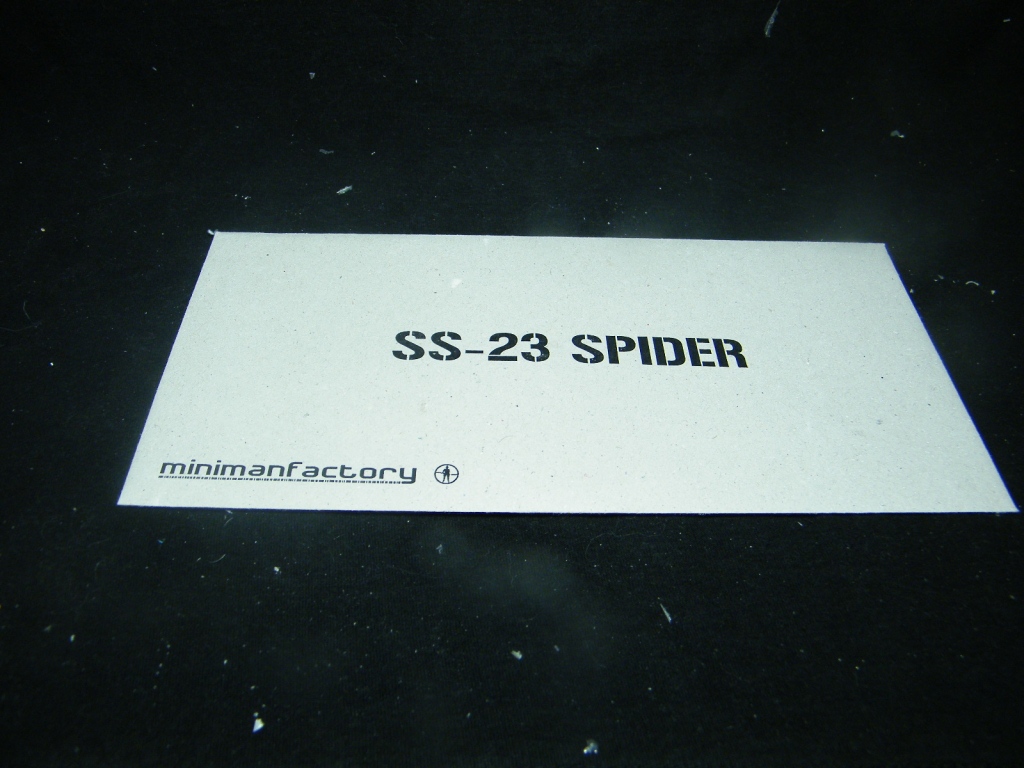 SS-23 SPIDER
minimanfactory